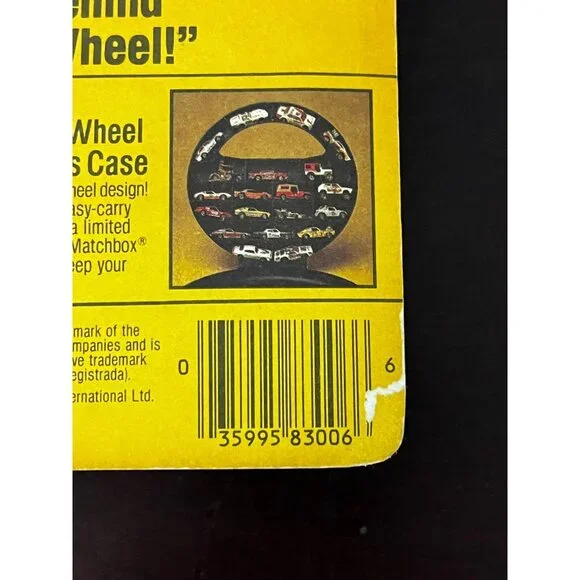 Wheel!"
Wheel
s Case
heel design!
asy-carry
a limited
Matchbox®
eep your
mark of the
mpanies and is
ve trademark
egistrada).
ernational Ltd.
0 35995 83006 6